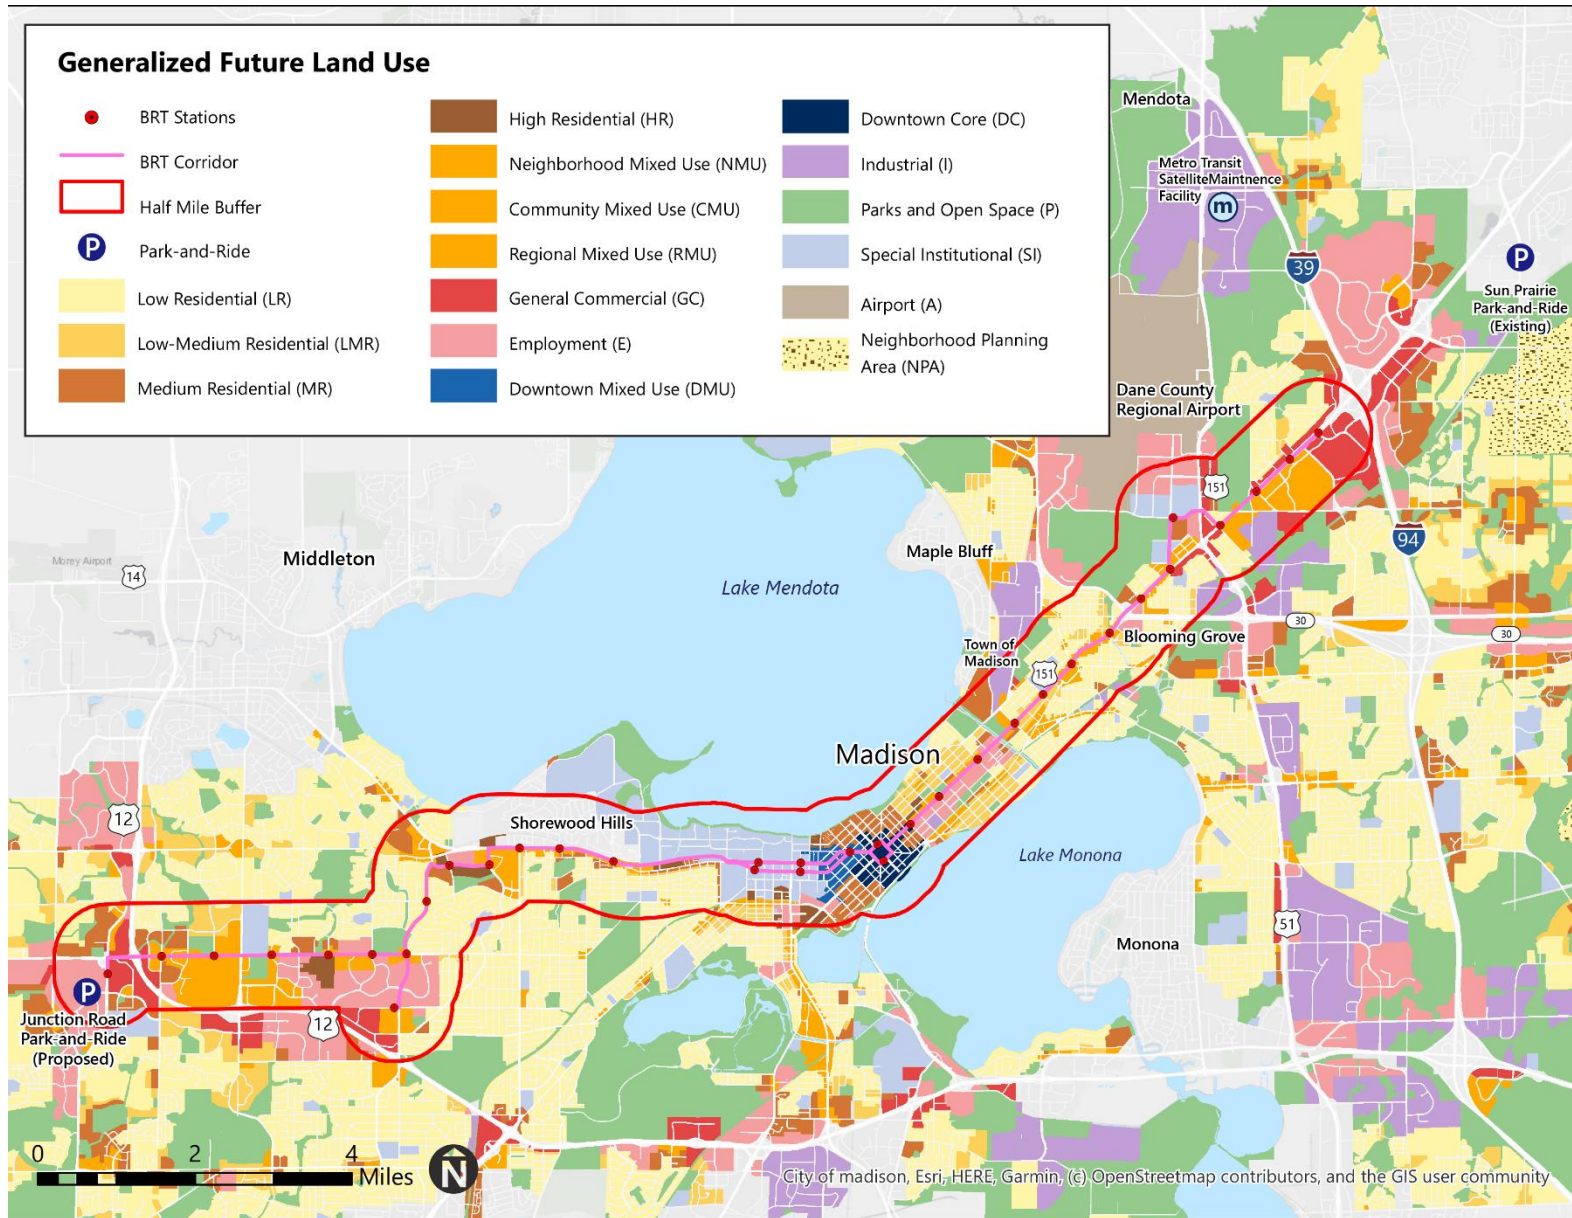 Generalized Future Land Use
BRT Stations
BRT Corridor
Half Mile Buffer
P
Park-and-Ride
Low Residential (LR)
Low-Medium Residential (LMR)
Medium Residential (MR)
High Residential (HR)
Neighborhood Mixed Use (NMU)
Community Mixed Use (CMU)
Regional Mixed Use (RMU)
General Commercial (GC)
Employment (E)
Downtown Mixed Use (DMU)
Downtown Core (DC)
Industrial (I)
Parks and Open Space (P)
Special Institutional (SI)
Airport (A)
Neighborhood Planning
Area (NPA)
Mendota
Metro Transit
SatelliteMaintnence
Facility
m
39
P
Sun Prairie
Park-and-Ride
(Existing)
Dane County
Regional Airport
151
94
Maple Bluff
Middleton
Morey Airport
14
Lake Mendota
30
30
Blooming Grove
Town of
Madison
151
Madison
12
Shorewood Hills
Lake Monona
Monona
51
P
Junction Road
Park-and-Ride
(Proposed)
12
0 2 4
Miles
N
City of madison, Esri, HERE, Garmin, (c) OpenStreetmap contributors, and the GIS user community